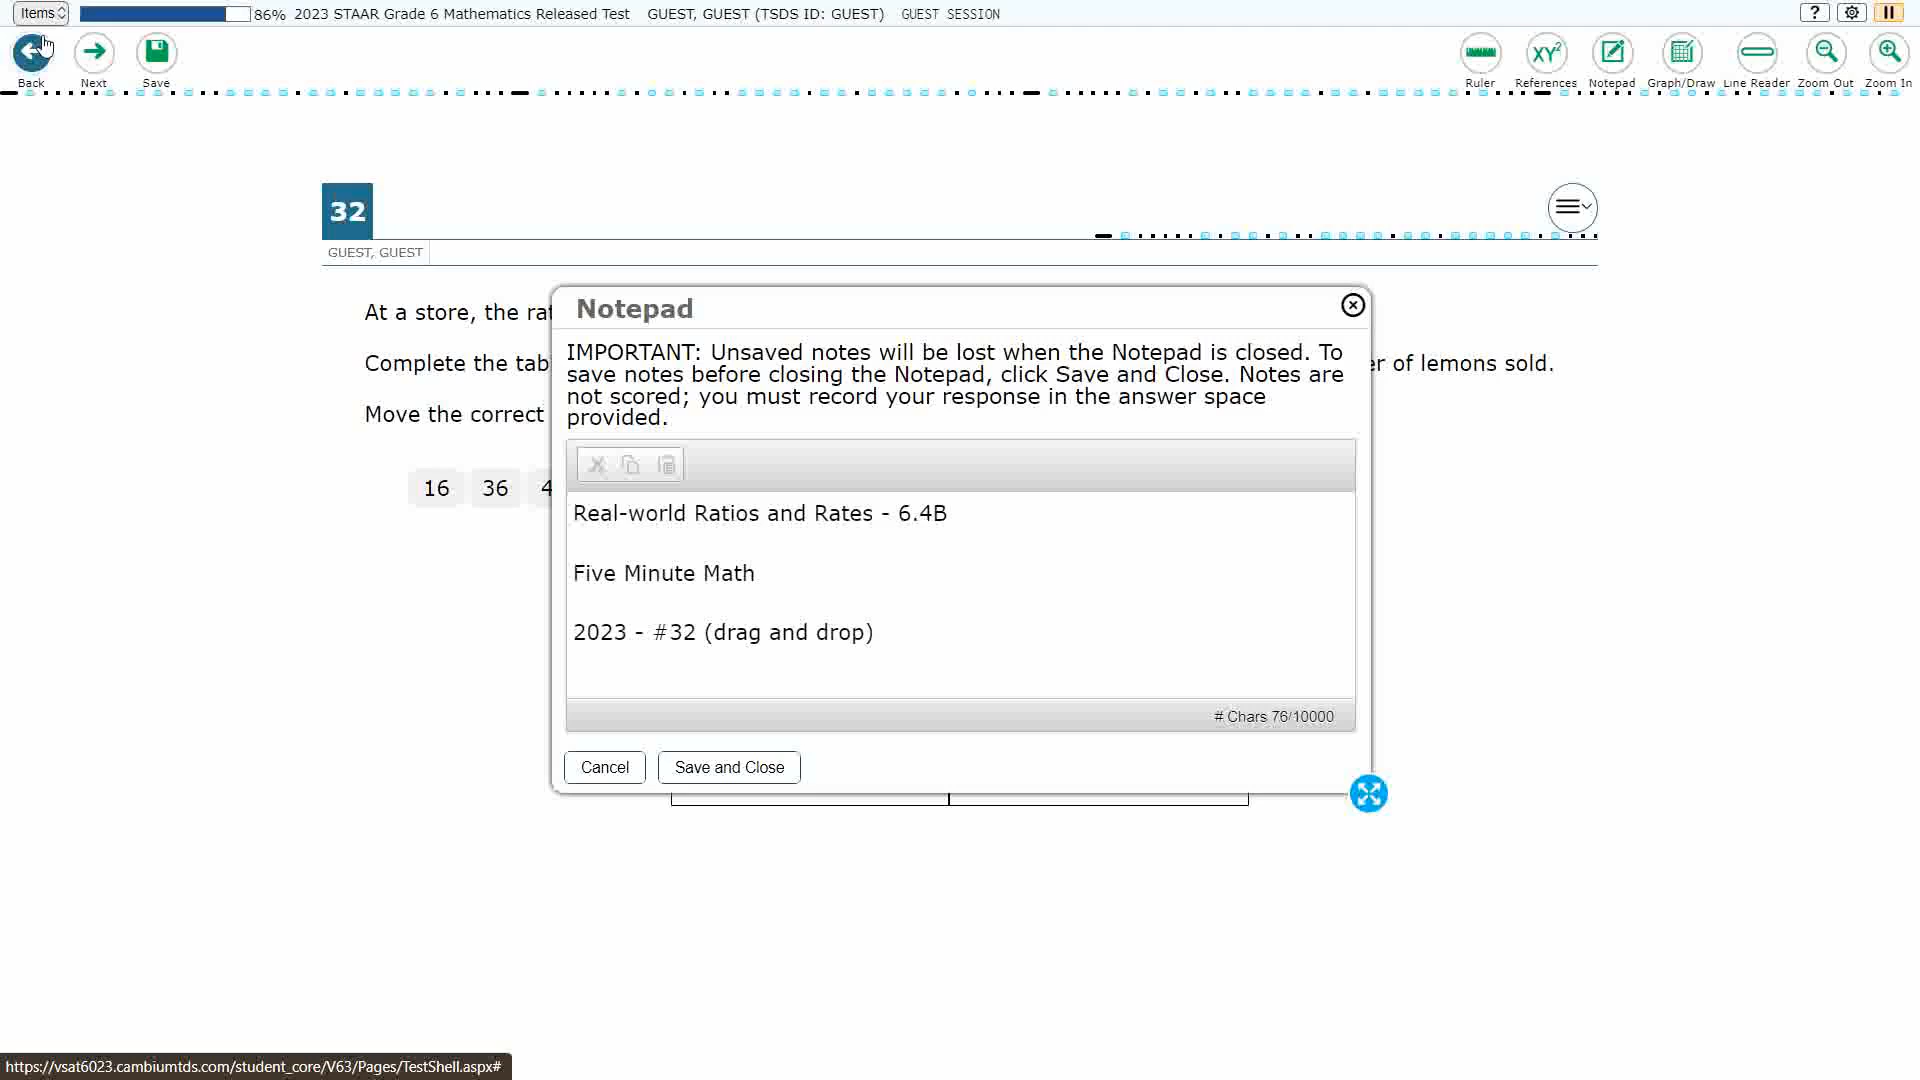 Items
86%
2023 STAAR Grade 6 Mathematics Released Test
GUEST, GUEST (TSDS ID: GUEST)
GUEST SESSION
?
Back
Next
Save
XY²
Ruler
References
Notepad
Graph/Draw
Line Reader
Zoom Out
Zoom In
32
GUEST, GUEST
At a store, the
Complete the
er of lemons sold.
Move the correct
16 36 4
Notepad
IMPORTANT: Unsaved notes will be lost when the Notepad is closed. To
save notes before closing the Notepad, click Save and Close. Notes are
not scored; you must record your response in the answer space
provided.
Real-world Ratios and Rates - 6.4B
Five Minute Math
2023 - #32 (drag and drop)
# Chars 76/10000
Cancel
Save and Close
https://vsat6023.cambiumtds.com/student_core/V63/Pages/TestShell.aspx#